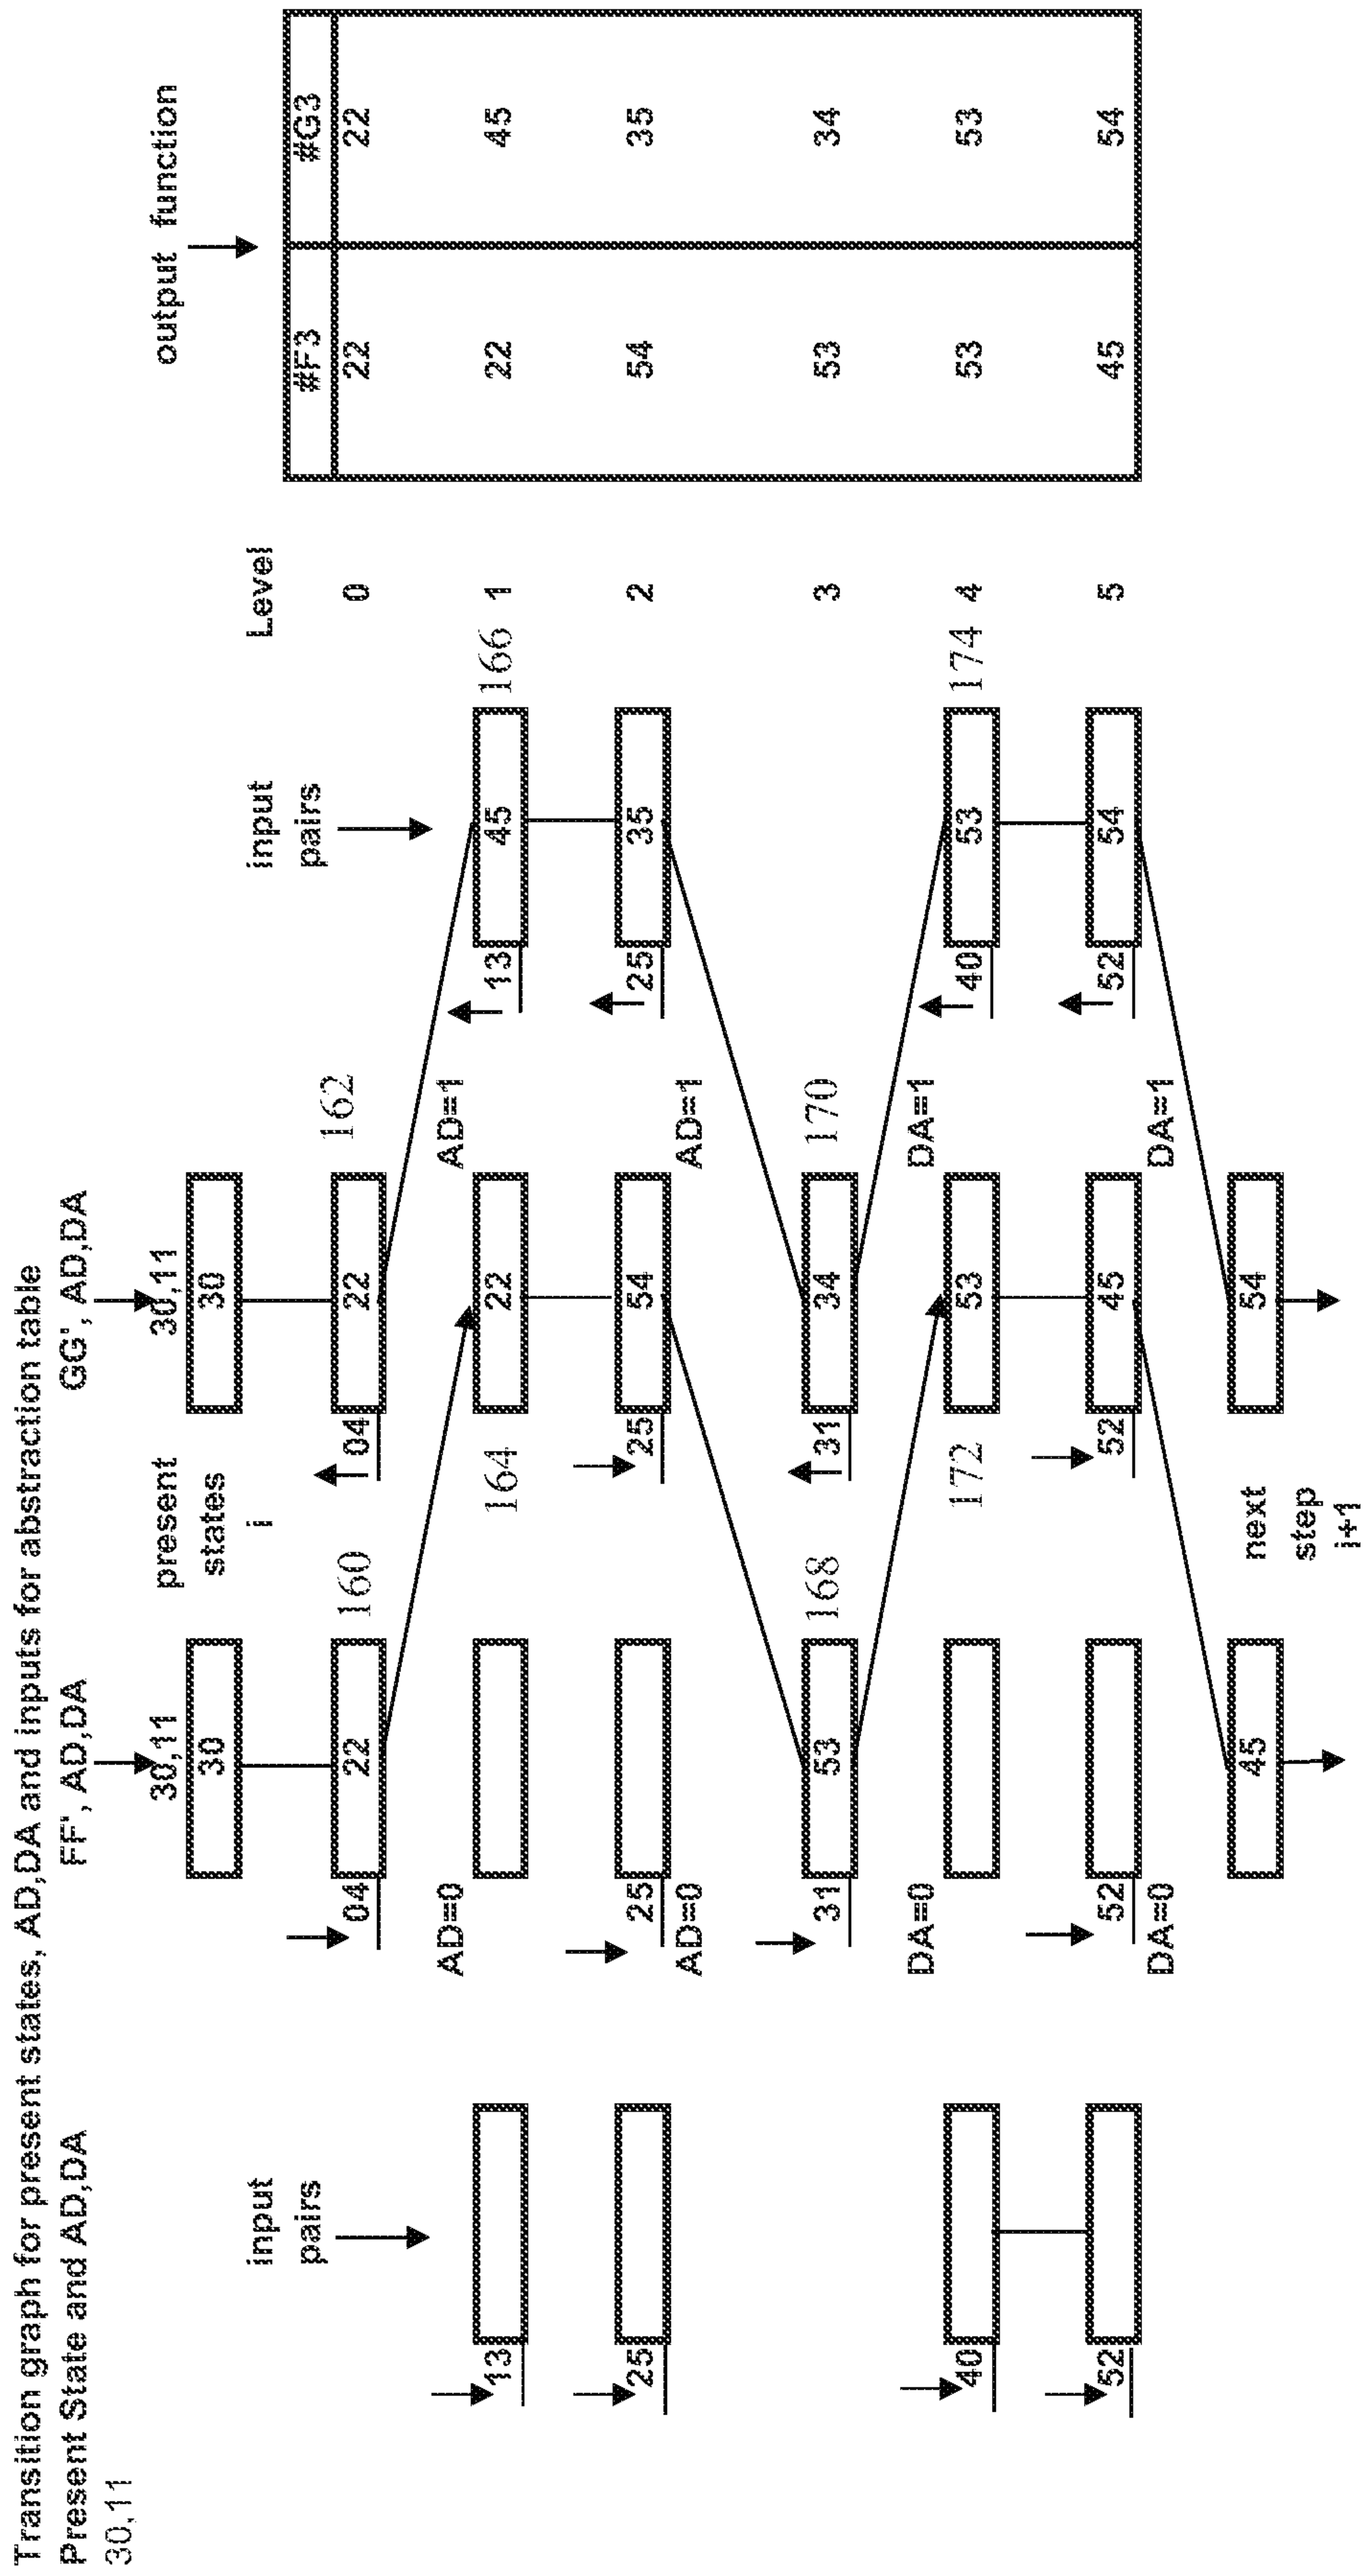 Transition graph for present states, AD,DA and inputs for abstraction table
Present State and AD,DA
FF', AD,DA
GG', AD,DA
30,11
30,11
present
30,11
output function
30
states
30
input
pairs
i
input
pairs
Level
#F3
#G3
04
22
160
04
22
162
0
22
22
AD=0
AD=1
13
164
22
13
45
166
1
22
45
25
25
25
54
25
35
2
54
35
AD=0
AD=1
31
53
168
31
34
170
3
53
34
DA=0
DA=1
40
172
53
40
53
174
4
53
53
52
52
52
45
52
54
5
45
54
DA=0
DA=1
45
next
54
step
i+1